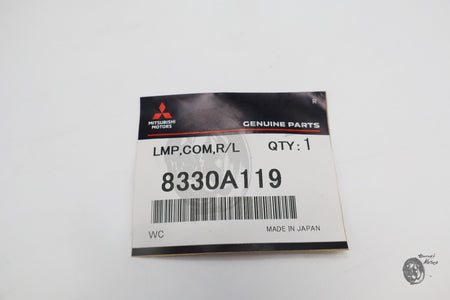 R
MITSUBISHI
MOTORS
GENUINE PARTS
LMP,COM,R/L QTY:1
8330A119
WC MADE IN JAPAN